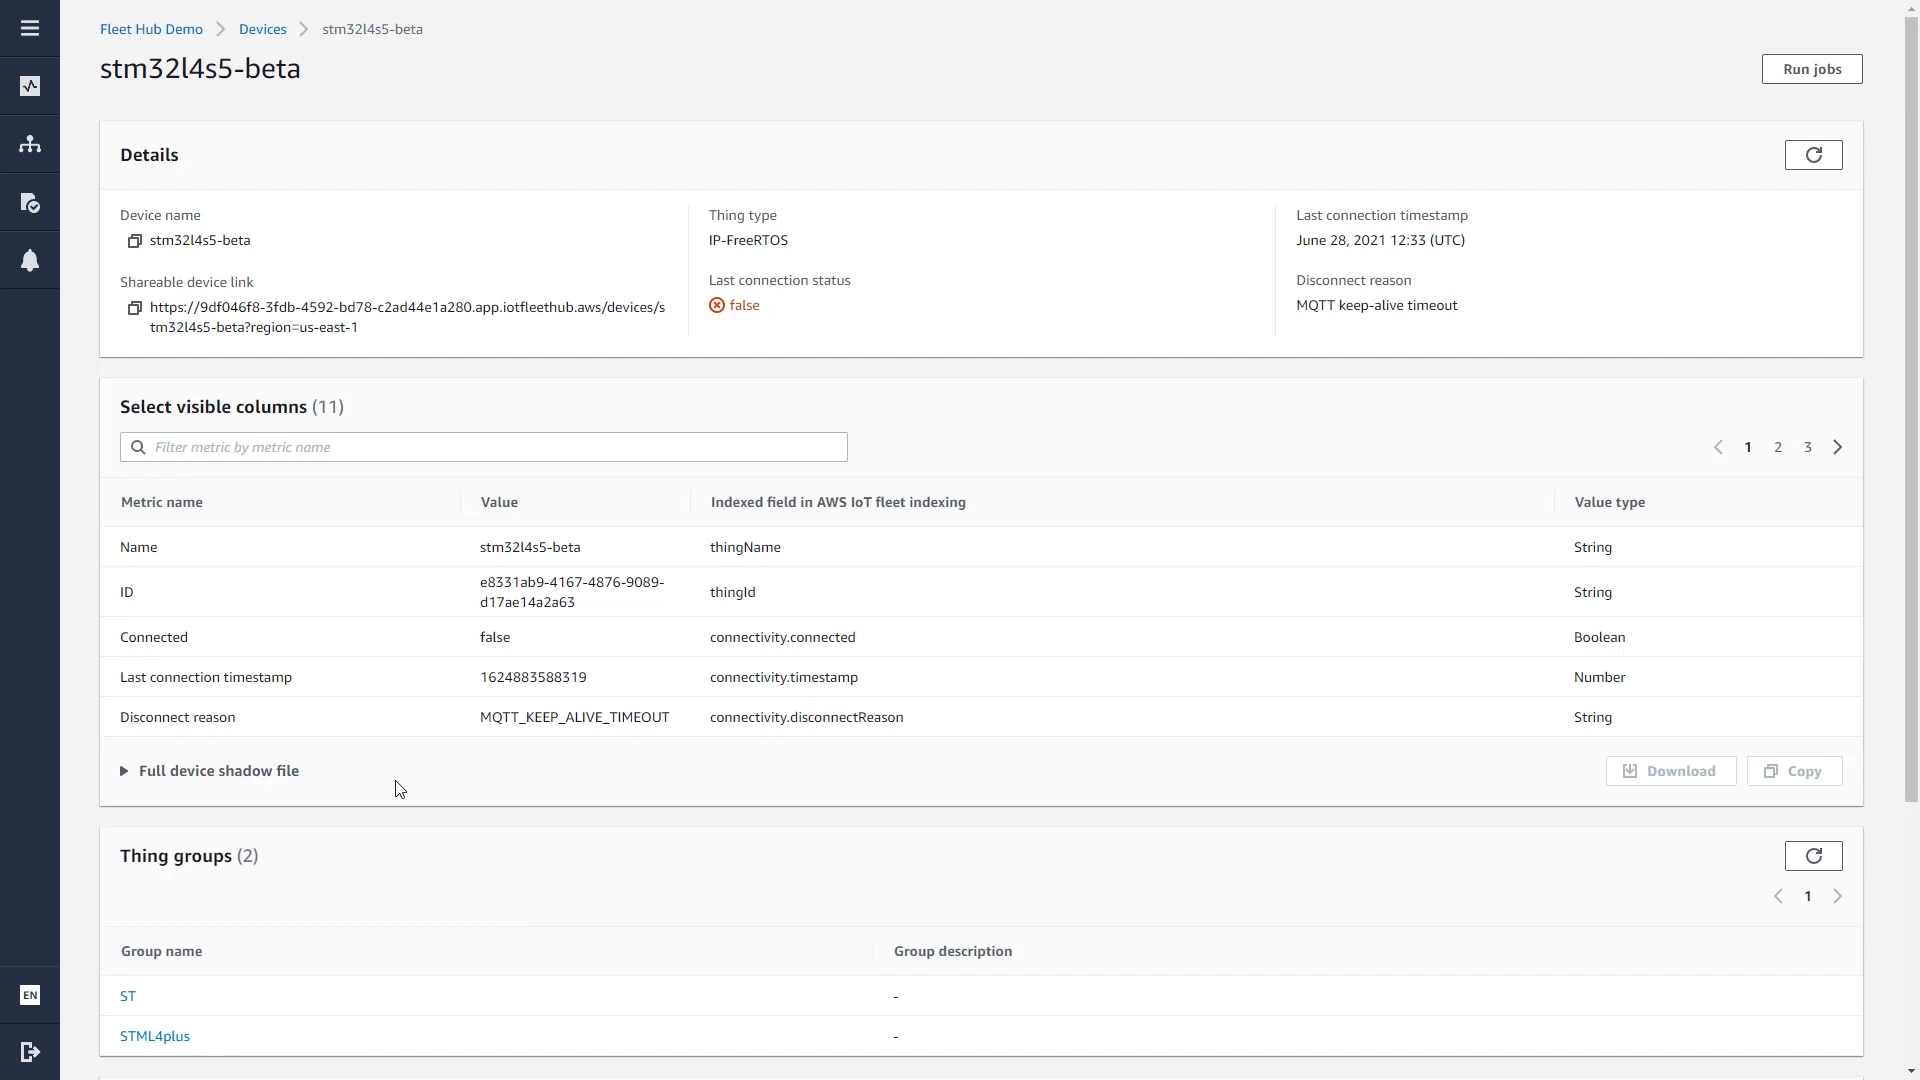 Fleet Hub Demo > Devices > stm32l4s5-beta
stm32l4s5-beta
Run jobs
Details
Device name
stm32l4s5-beta
Shareable device link
https://9df046f8-3fdb-4592-bd78-c2ad44e1a280.app.iotfleethub.aws/devices/s
tm32l4s5-beta?region=us-east-1
Thing type
IP-FreeRTOS
Last connection status
false
Last connection timestamp
June 28, 2021 12:33 (UTC)
Disconnect reason
MQTT keep-alive timeout
Select visible columns (11)
Filter metric by metric name
1 2 3
Metric name Value Indexed field in AWS IoT fleet indexing Value type
Name stm32l4s5-beta thingName String
ID e8331ab9-4167-4876-9089-
d17ae14a2a63 thingId String
Connected false connectivity.connected Boolean
Last connection timestamp 1624883588319 connectivity.timestamp Number
Disconnect reason MQTT_KEEP_ALIVE_TIMEOUT connectivity.disconnectReason String
Full device shadow file
Download Copy
Thing groups (2)
1
Group name Group description
ST -
STML4plus -
EN